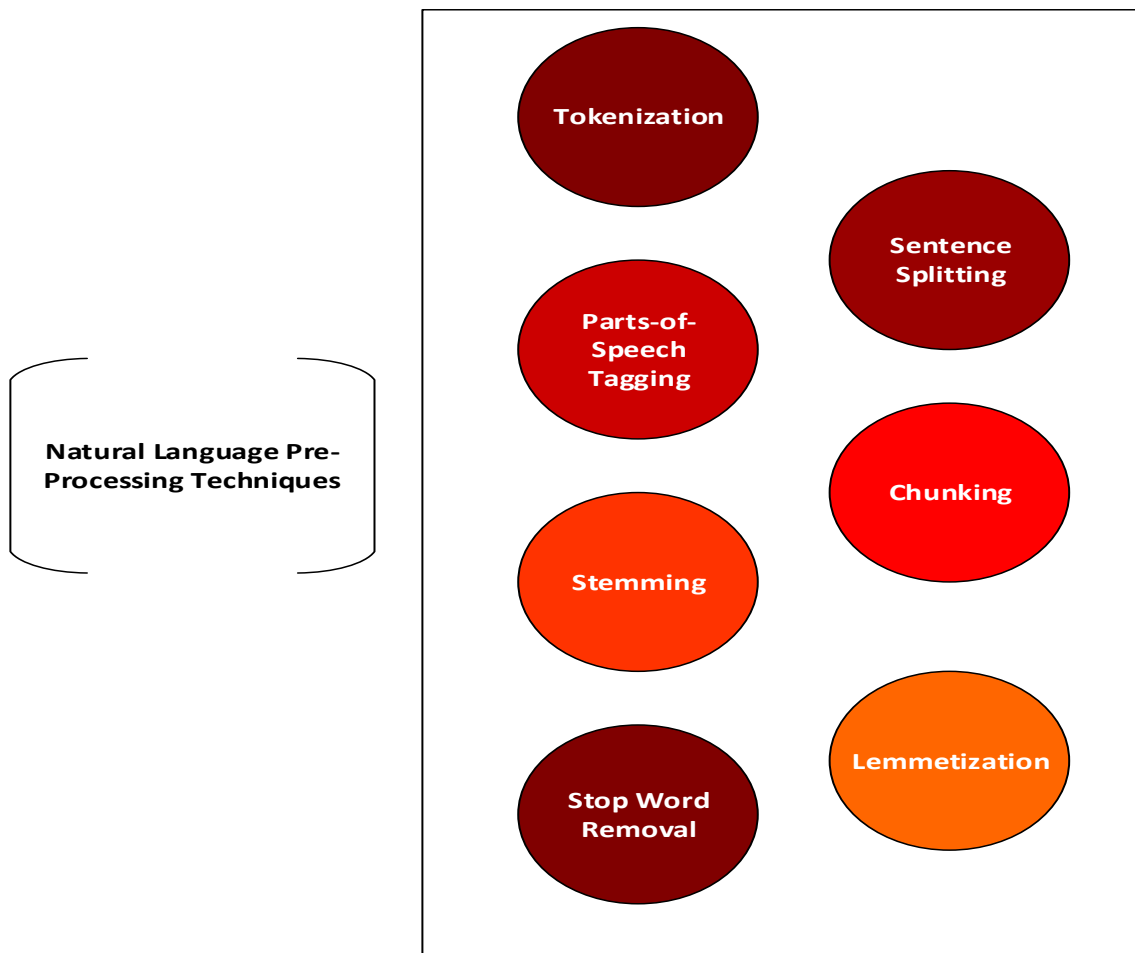 Natural Language Pre-
Processing Techniques
Tokenization
Sentence
Splitting
Parts-of-
Speech
Tagging
Chunking
Stemming
Lemmetization
Stop Word
Removal